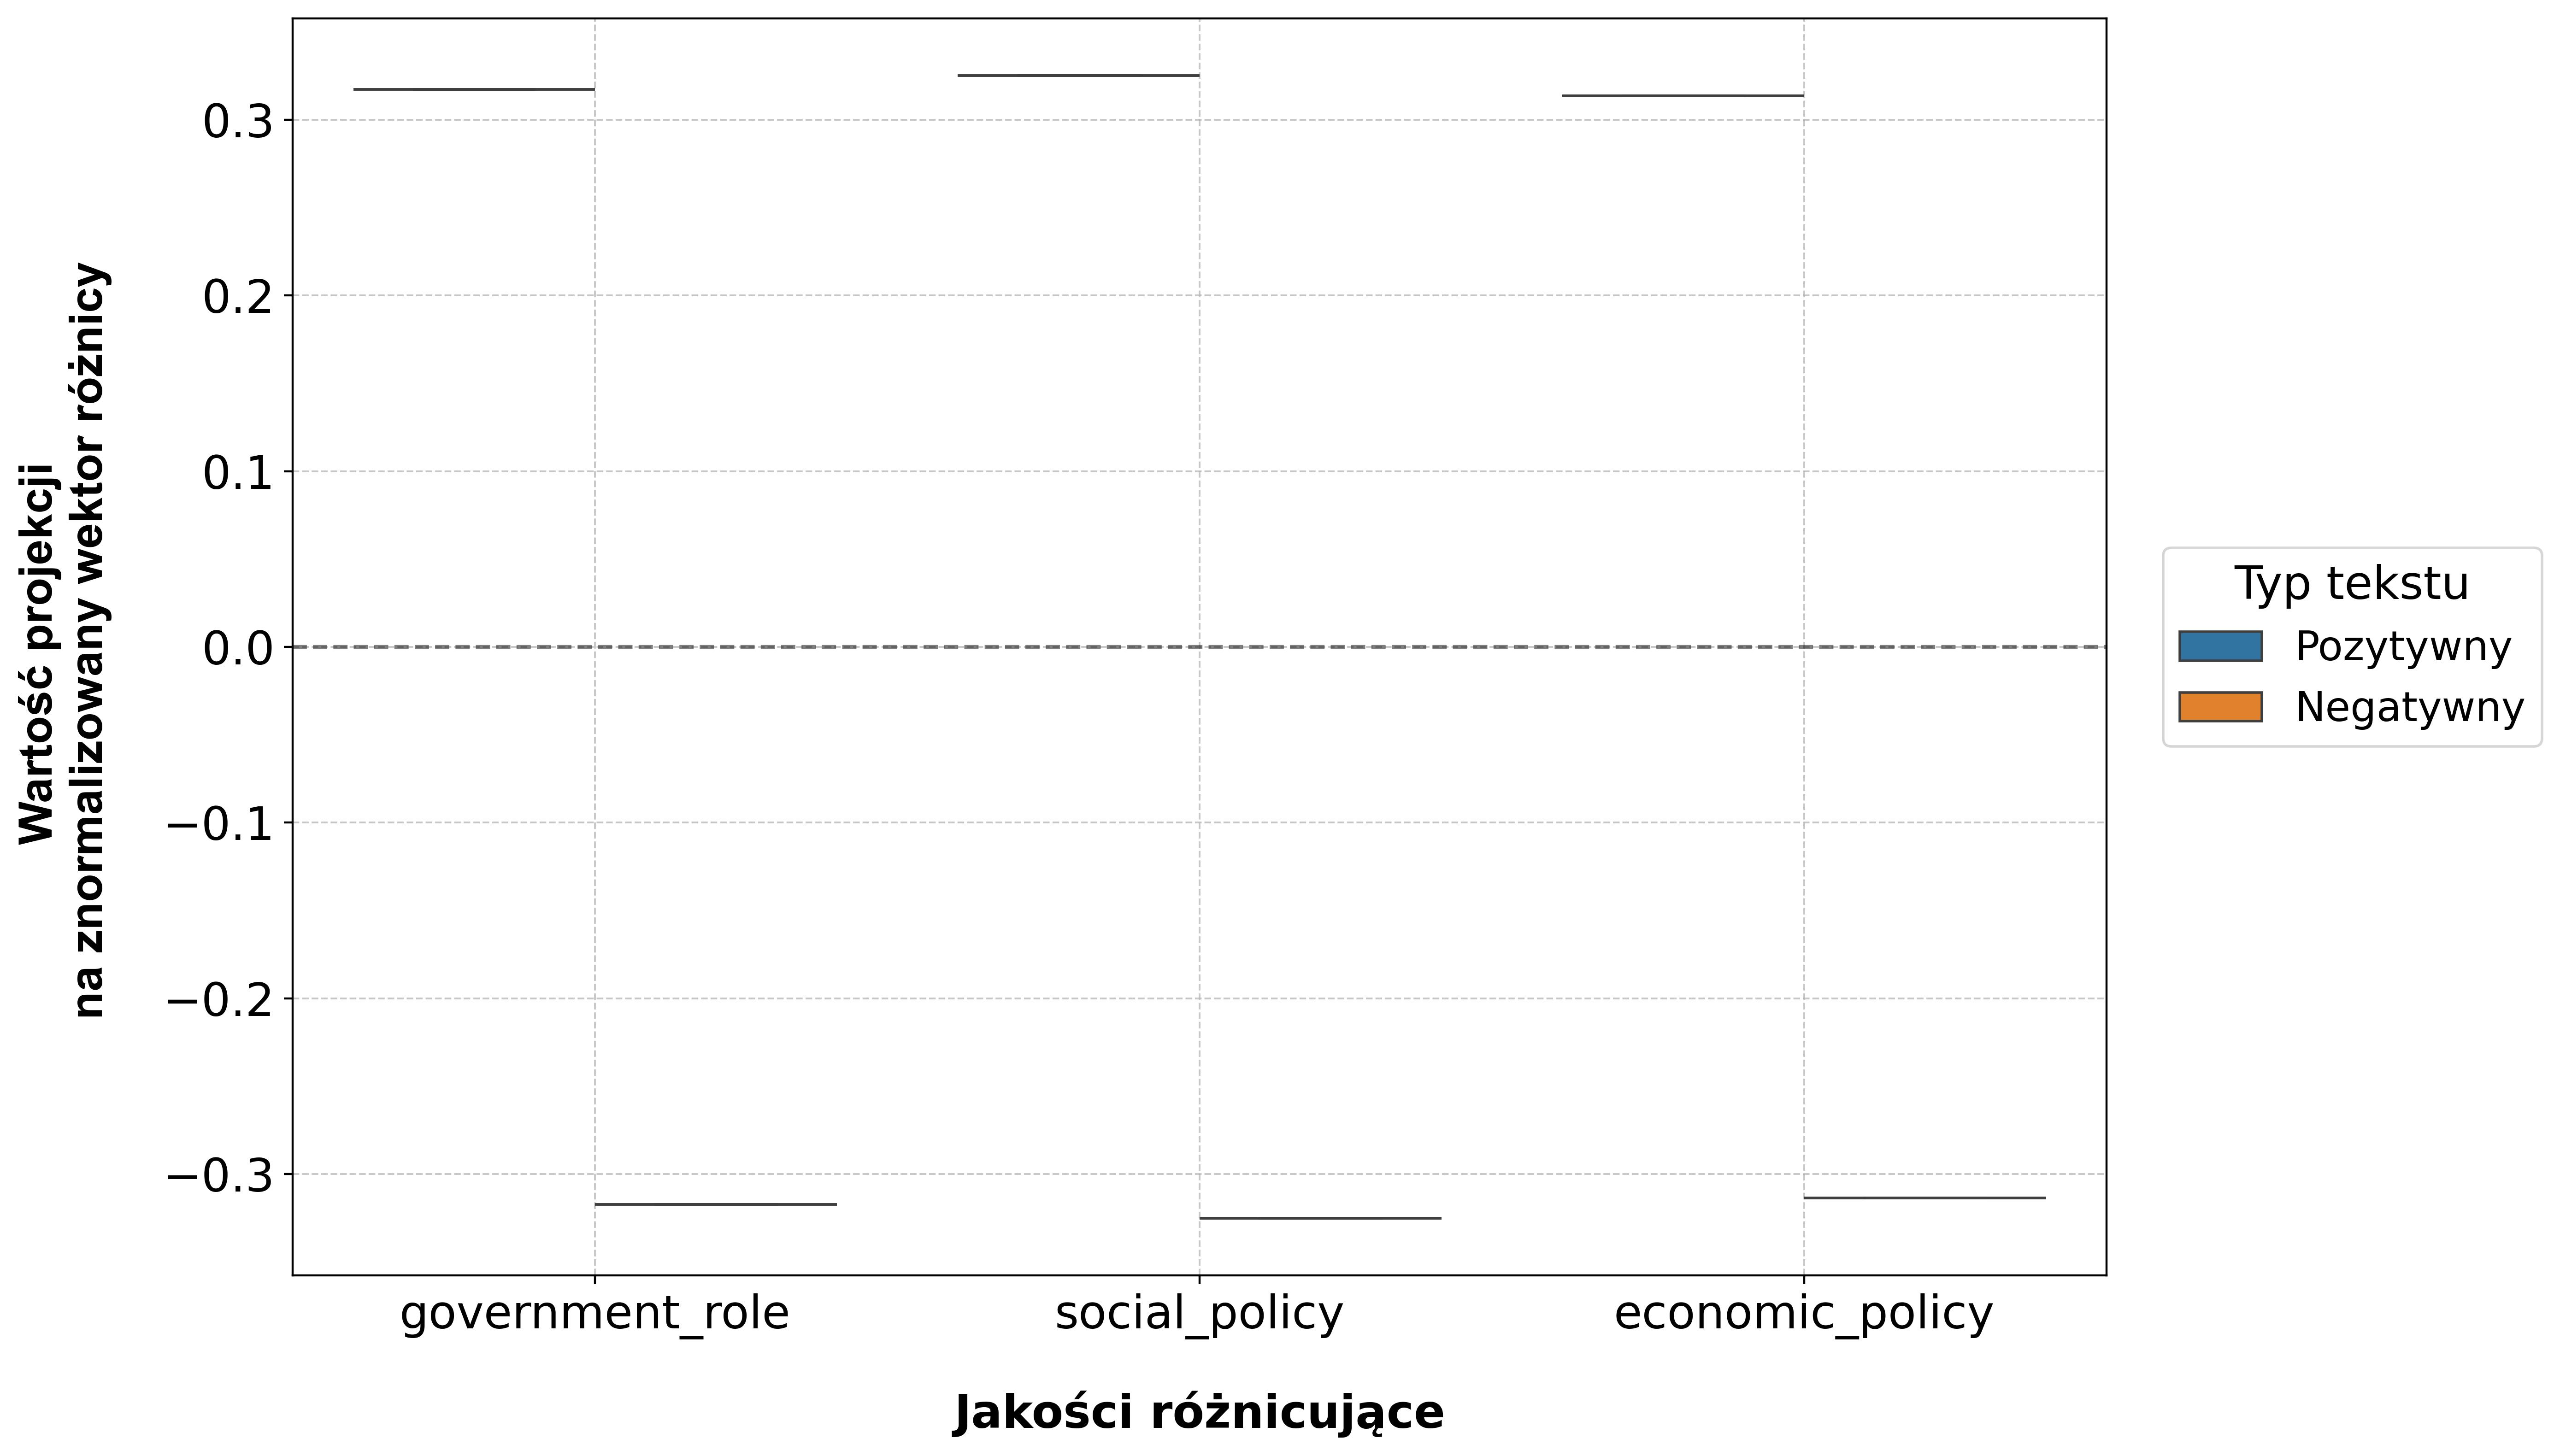 Wartość projekcji
na znormalizowany wektor różnicy
0.3
0.2
0.1
0.0
−0.1
−0.2
−0.3
government_role
social_policy
economic_policy
Jakości różnicujące
Typ tekstu
Pozytywny
Negatywny